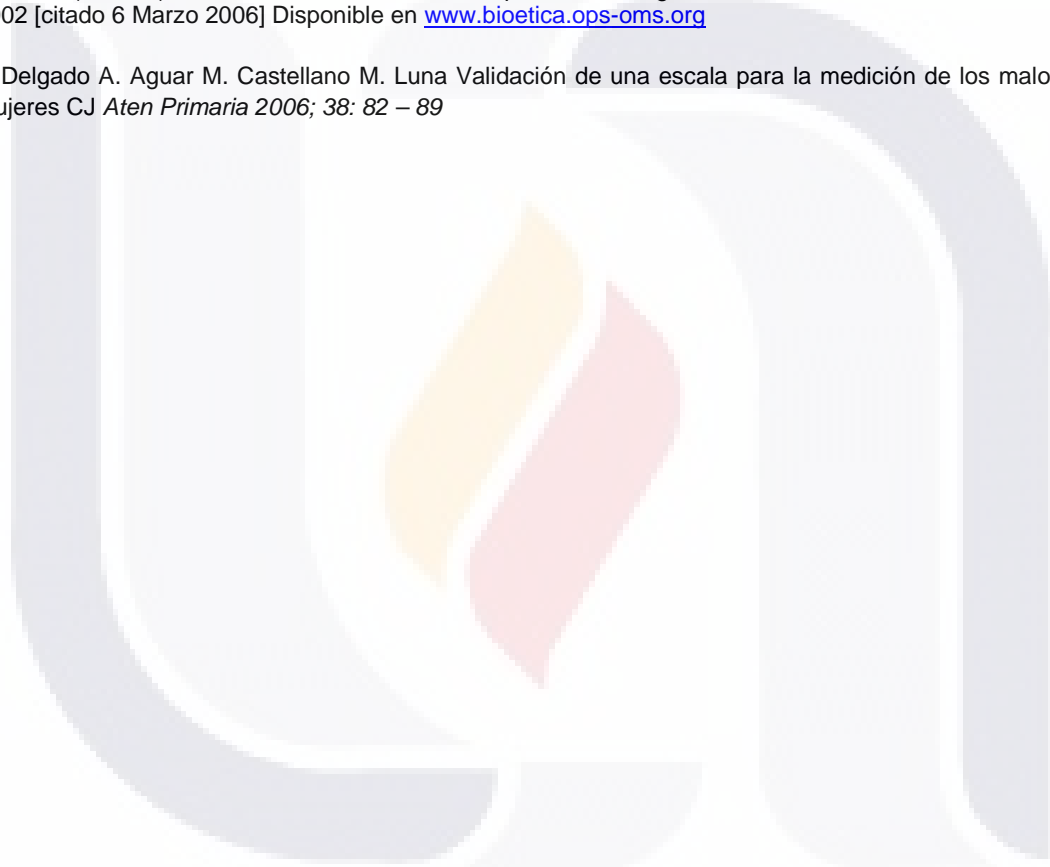 02 [citado 6 Marzo 2006] Disponible en www.bioetica.ops-oms.org
Delgado A. Aguar M. Castellano M. Luna Validación de una escala para la medición de los malo
ujeres CJ Aten Primaria 2006; 38: 82 – 89